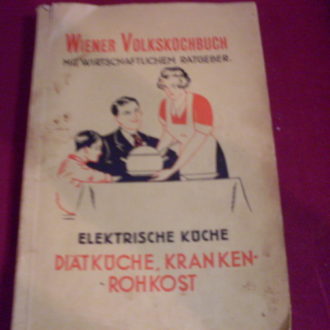 WIENER VOLKSKOCHBUCH
MIT WIRTSCHAFTLICHEM RATGEBER.
ELEKTRISCHE KÜCHE
DIÄTKÜCHE, KRANKEN-
ROHKOST